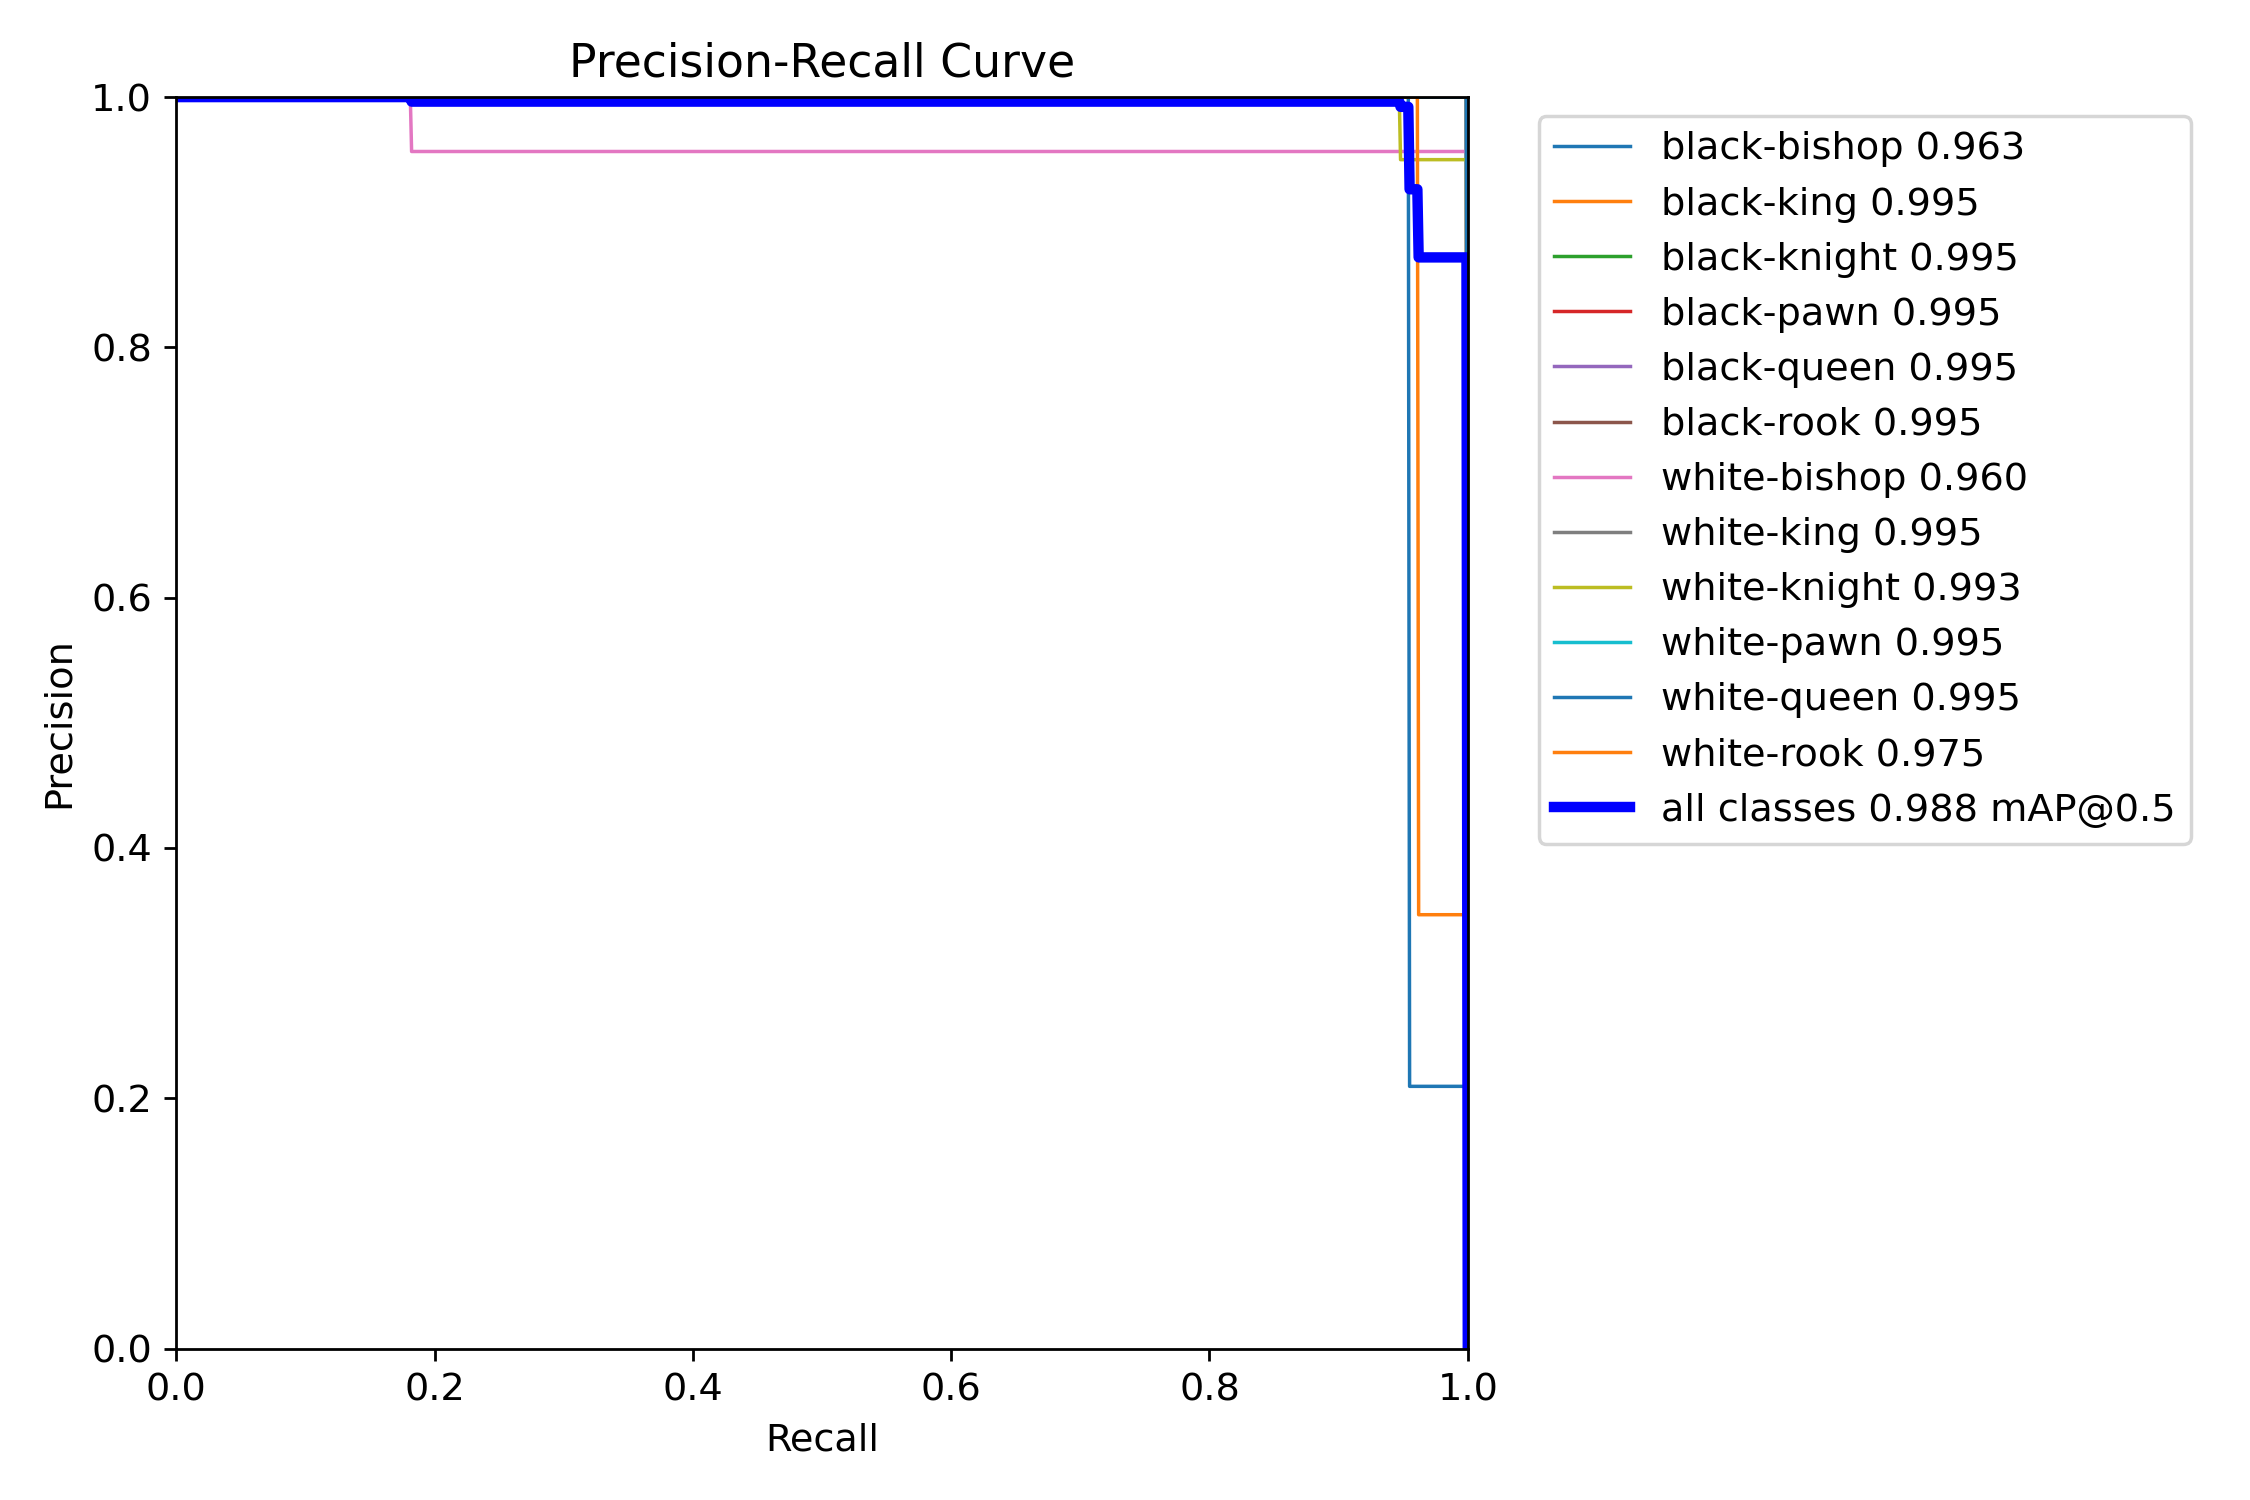 Precision-Recall Curve
1.0
0.8
0.6
0.4
0.2
0.0
Precision
0.0 0.2 0.4 0.6 0.8 1.0
Recall
black-bishop 0.963
black-king 0.995
black-knight 0.995
black-pawn 0.995
black-queen 0.995
black-rook 0.995
white-bishop 0.960
white-king 0.995
white-knight 0.993
white-pawn 0.995
white-queen 0.995
white-rook 0.975
all classes 0.988 mAP@0.5